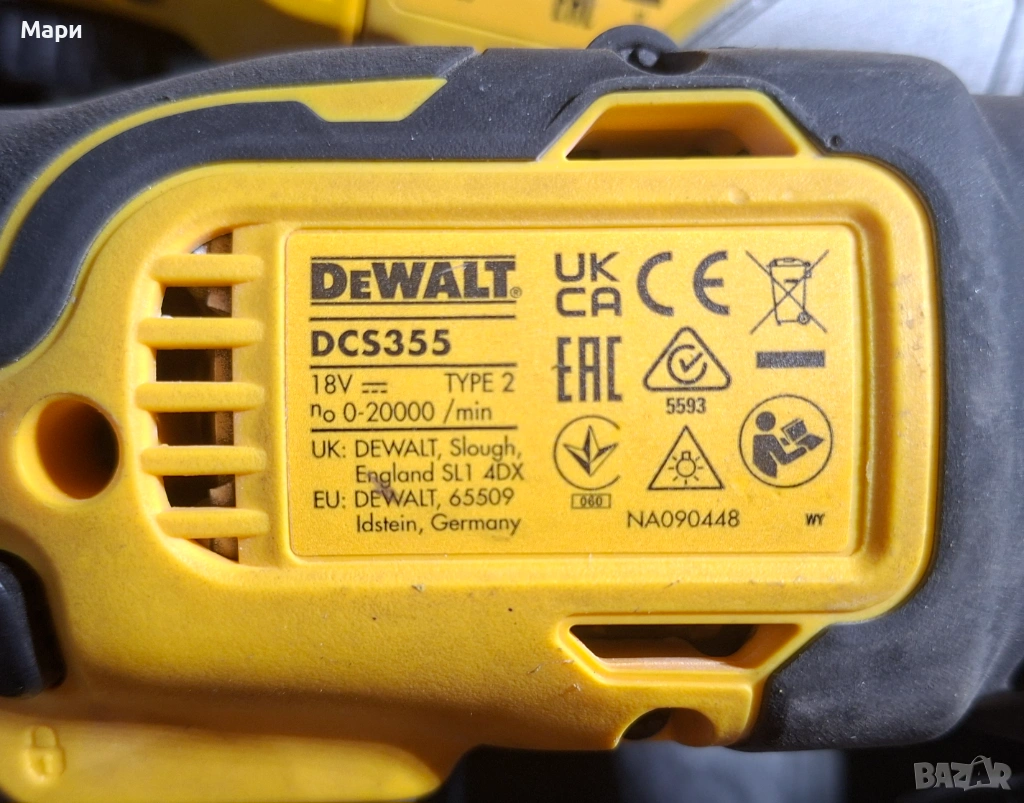 Мари
EAC
DEWALT®
DCS355
18V TYPE 2
no 0-20000 /min
UK: DEWALT, Slough,
England SL1 4DX
EU: DEWALT, 65509
Idstein, Germany
UK
CA
CE
EAC
5593
060
NA090448
WY
BAZAR